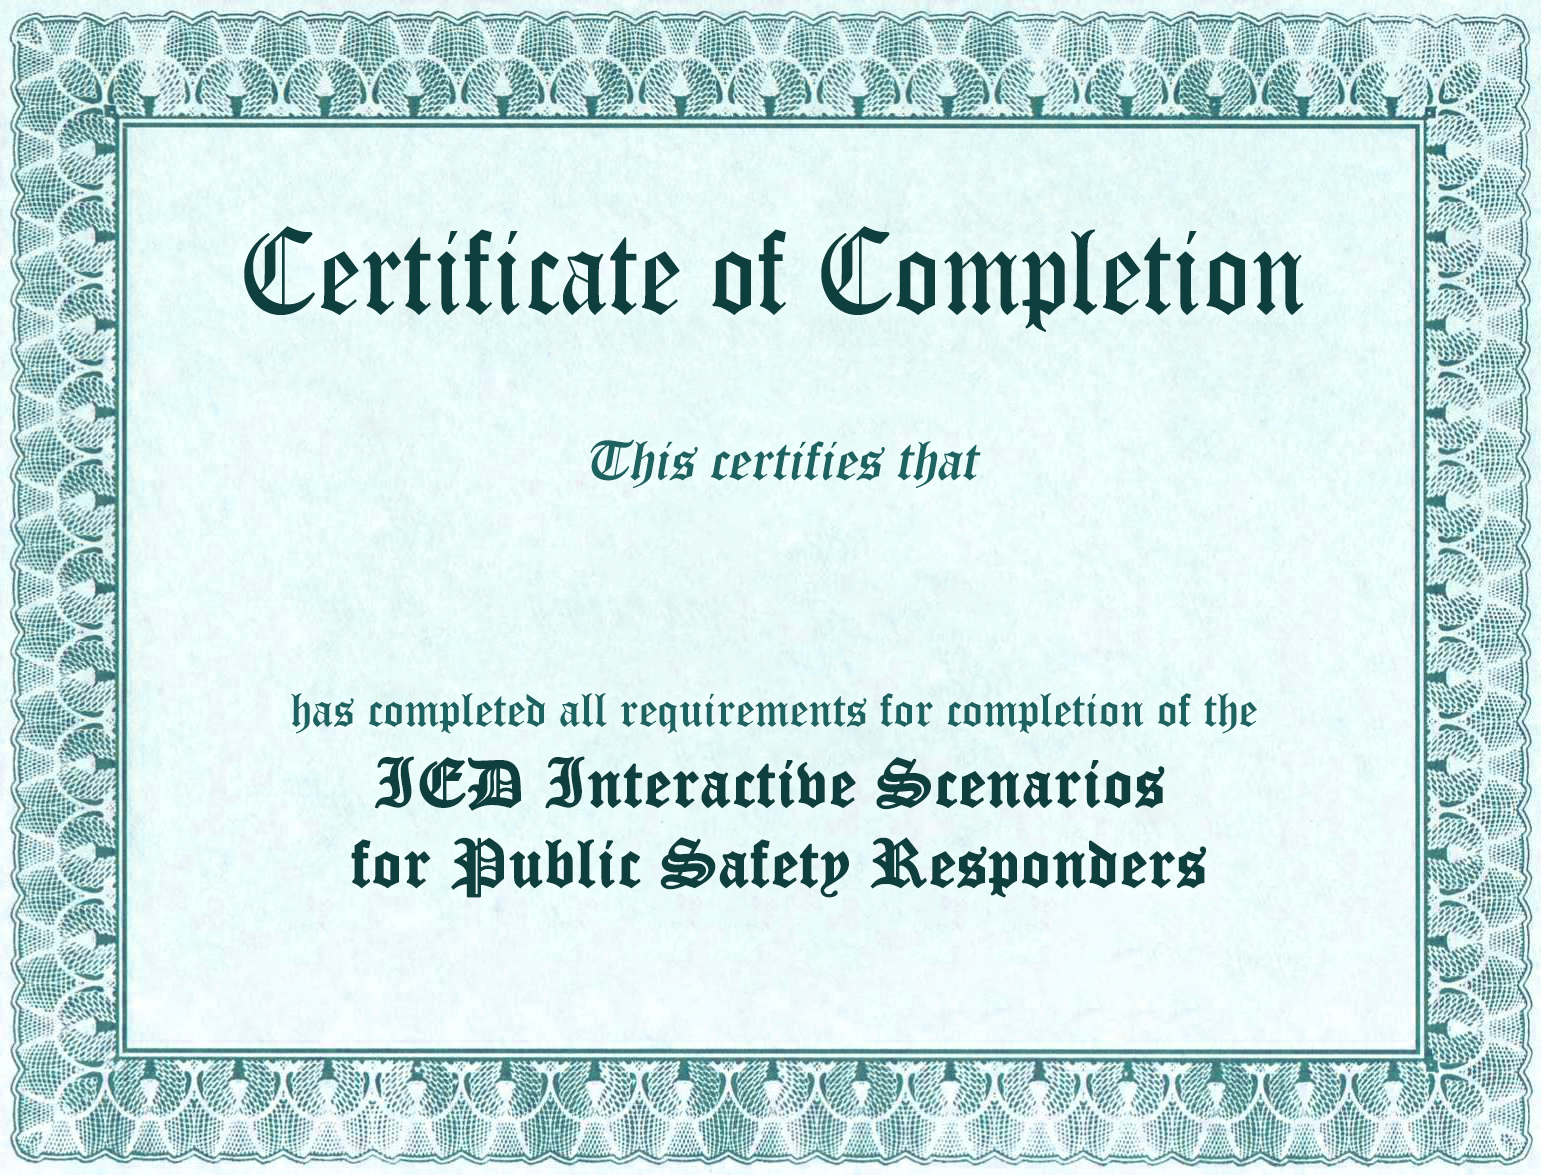 Certificate of Completion
This certifies that
has completed all requirements for completion of the
IED Interactive Scenarios
for Public Safety Responders